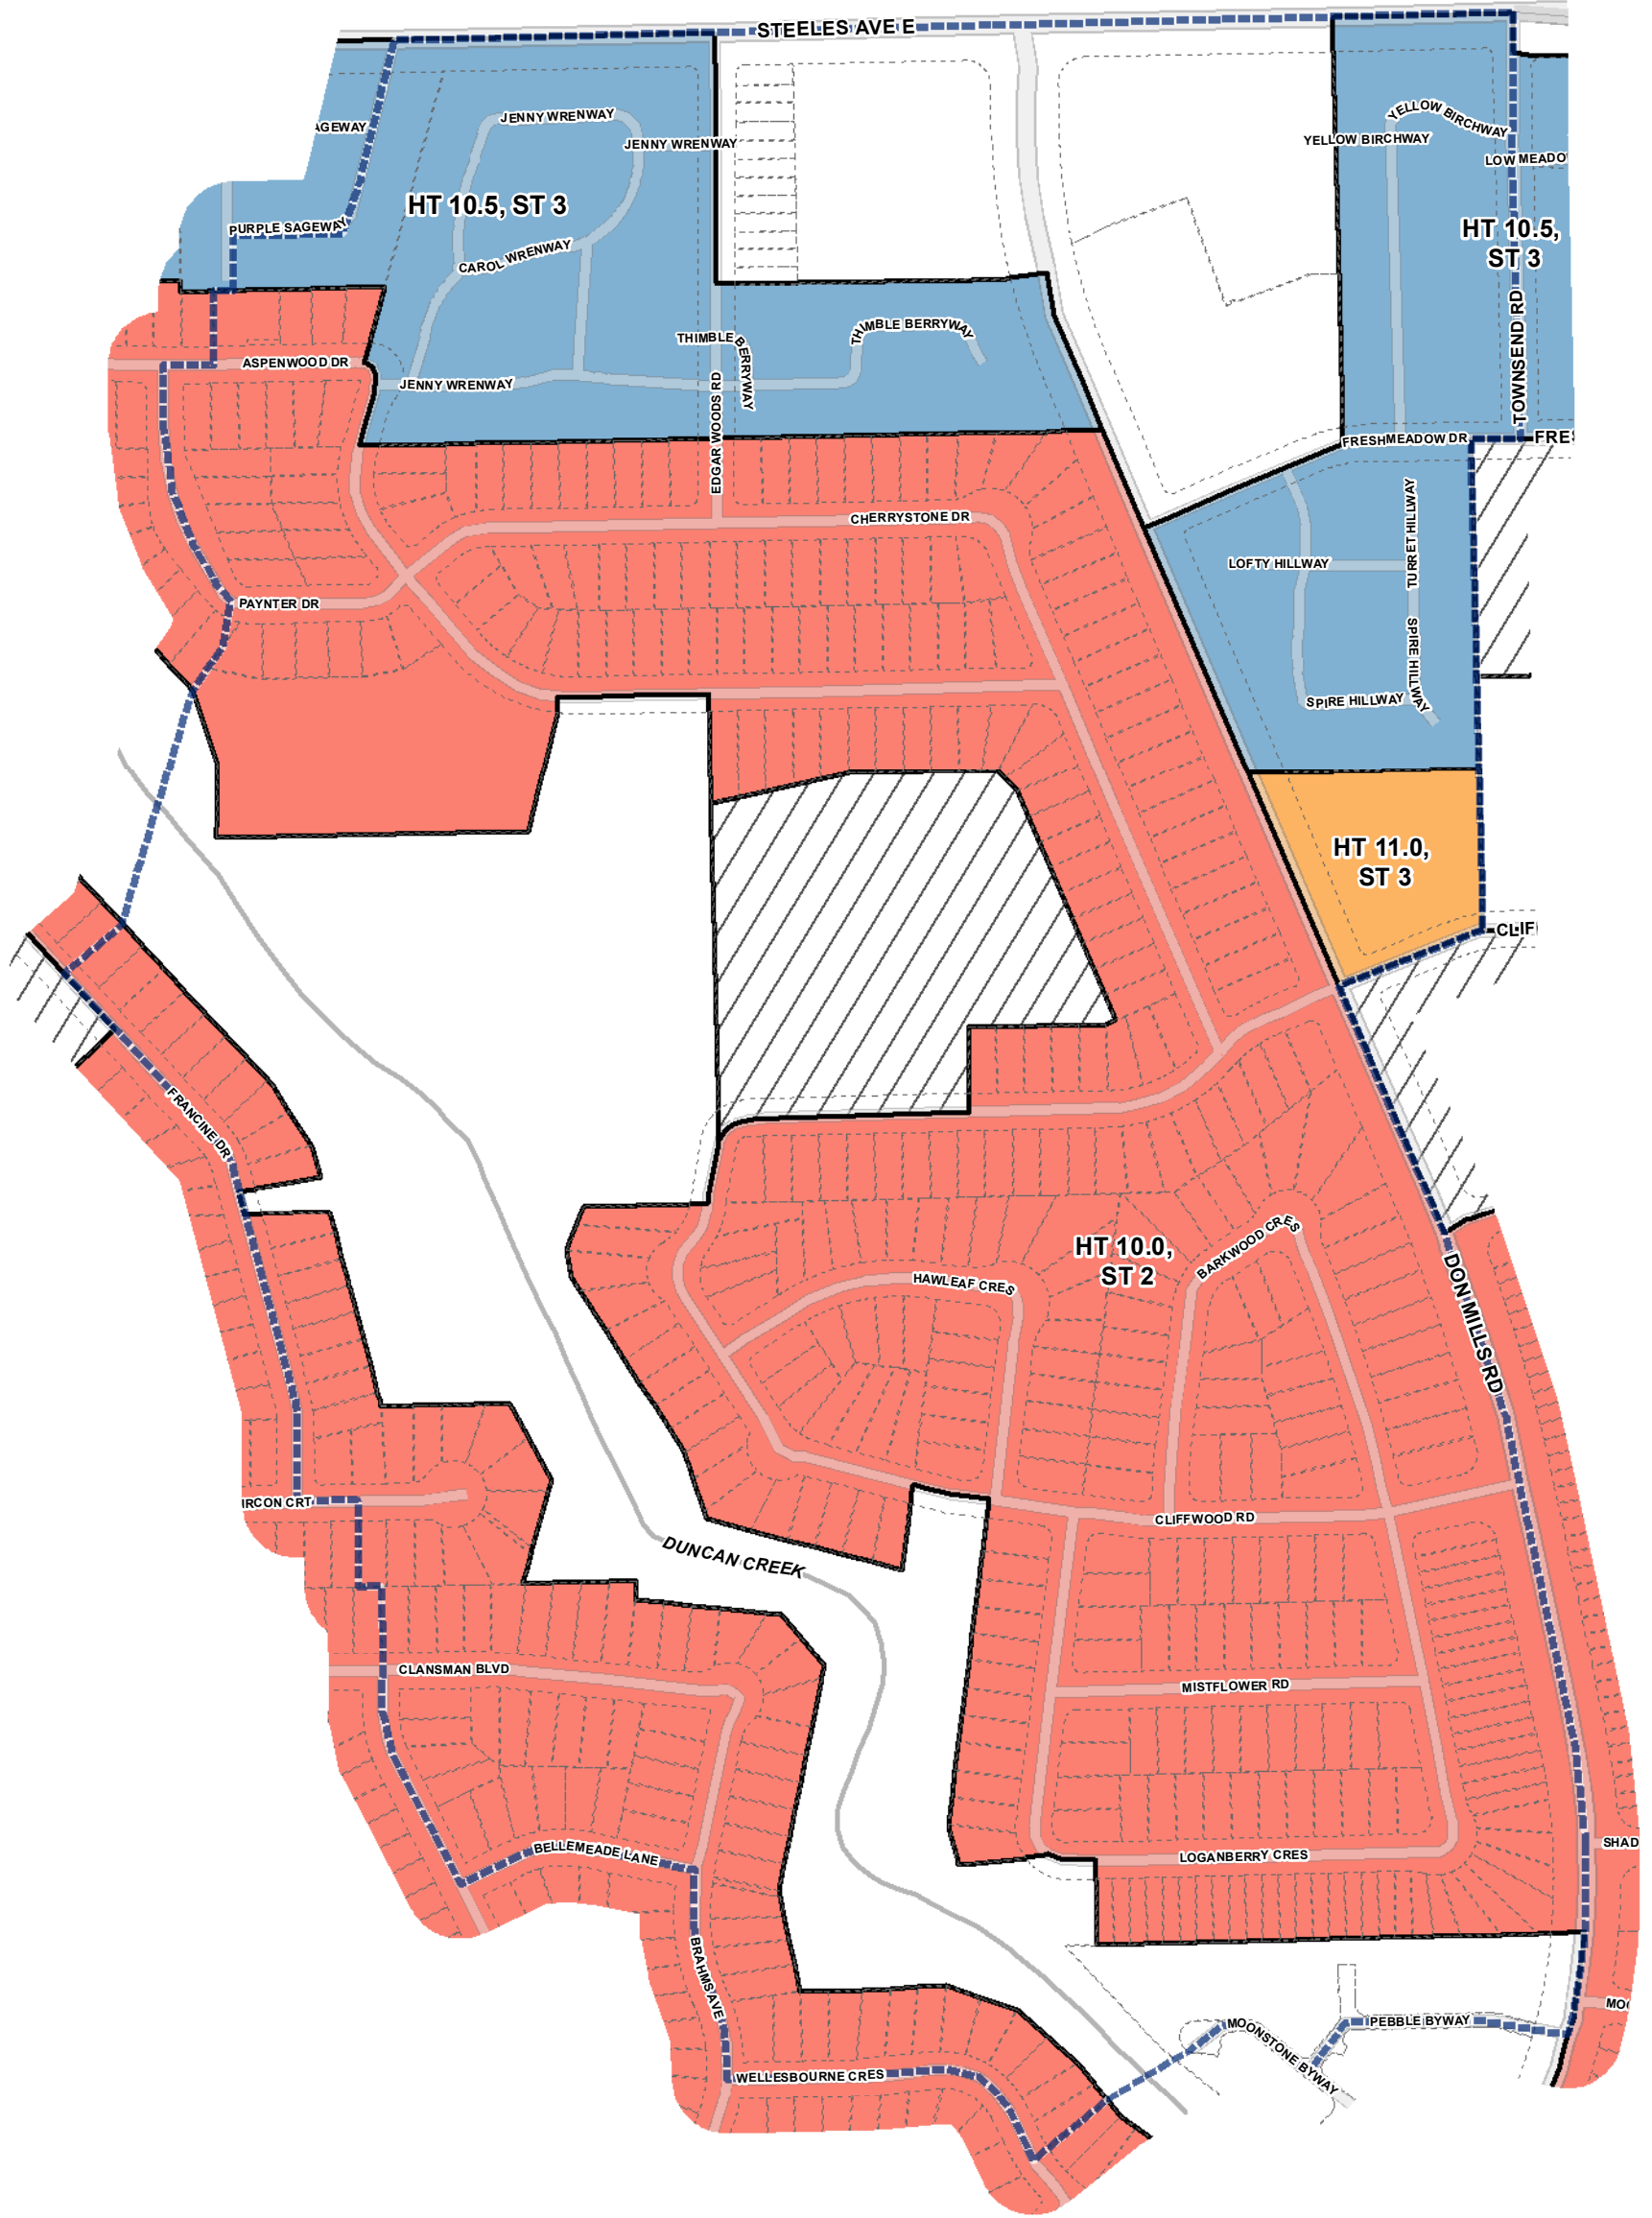 STEELES AVE E
JENNY WRENWAY
YELLOW BIRCHWAY
AGEWAY
JENNY WRENWAY
YELLOW BIRCHWAY
LOW MEADO
HT 10.5, ST 3
PURPLE SAGEWAY
HT 10.5,
ST 3
CAROL WRENWAY
TOWNSEND RD
THIMBLE BERRYWAY
THIMBLE BERRYWAY
ASPENWOOD DR
JENNY WRENWAY
EDGAR WOODS RD
FRESHMEADOW DR
FRES
CHERRYSTONE DR
TURRET HILLWAY
LOFTY HILLWAY
PAYNTER DR
SPIRE HILLWAY
SPIRE HILLWAY
HT 11.0,
ST 3
CLIF
FRANCINE DR
HT 10.0,
ST 2
BARKWOOD CRES
HAWLEAF CRES
DON MILLS RD
IRCON CRT
CLIFFWOOD RD
DUNCAN CREEK
CLANSMAN BLVD
MISTFLOWER RD
BELLEMEADE LANE
LOGANBERRY CRES
SHAD
BRAHMS AVE
MOO
MOONSTONE BYWAY
PEBBLE BYWAY
WELLESBOURNE CRES